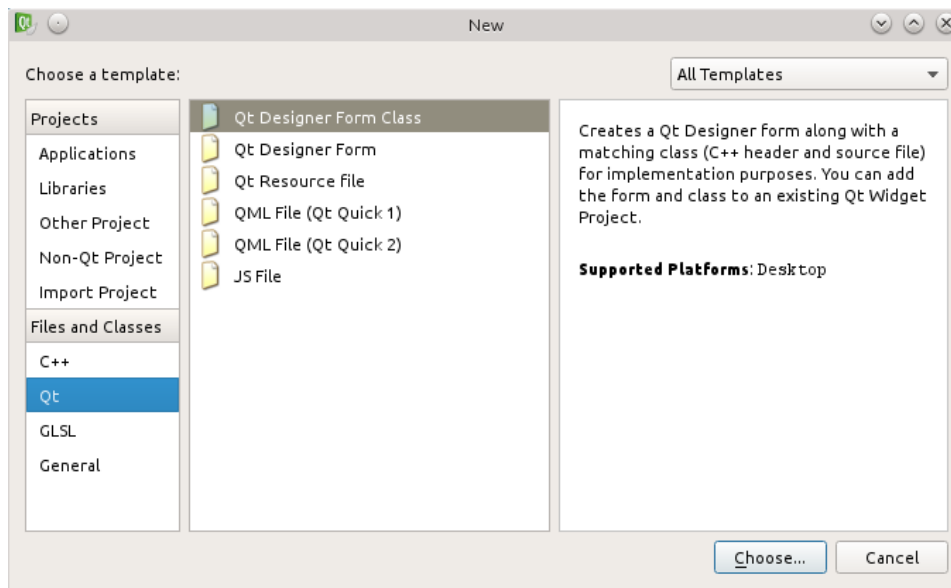 New
Choose a template:
All Templates
Projects
Applications
Libraries
Other Project
Non-Qt Project
Import Project
Files and Classes
C++
Qt
GLSL
General
Qt Designer Form Class
Qt Designer Form
Qt Resource file
QML File (Qt Quick 1)
QML File (Qt Quick 2)
JS File
Creates a Qt Designer form along with a
matching class (C++ header and source file)
for implementation purposes. You can add
the form and class to an existing Qt Widget
Project.
Supported Platforms: Desktop
Choose...
Cancel